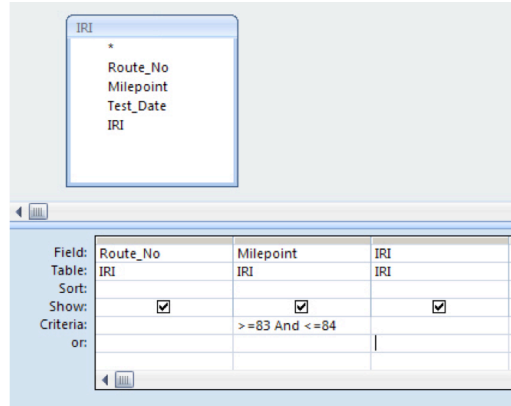 IRI
*
Route_No
Milepoint
Test_Date
IRI
Field: Route_No Milepoint IRI
Table: IRI IRI IRI
Sort:
Show:
Criteria: >=83 And <=84
or: